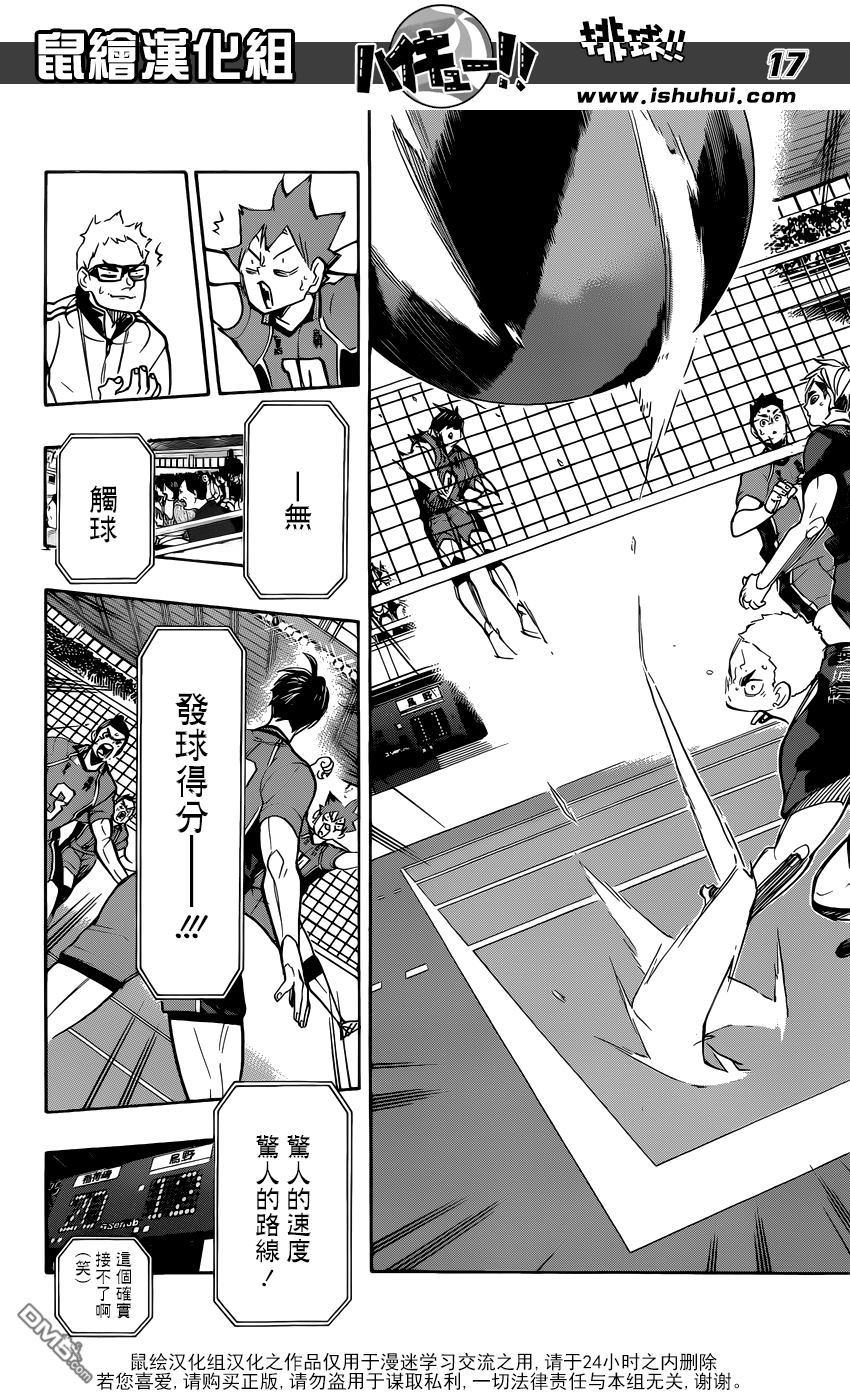 鼠繪漢化組
ハイキュー!!
排球!!
17
www.ishuhui.com
烏野
10
——無
觸球
發球得分——!!!
3
驚人的速度
驚人的路線!
烏野
這個確實
接不了啊
(笑)
鼠绘汉化组汉化之作品仅用于漫迷学习交流之用, 请于24小时之内删除
若您喜爱, 请购买正版, 请勿盗用于谋取私利, 一切法律责任与本组无关, 谢谢。